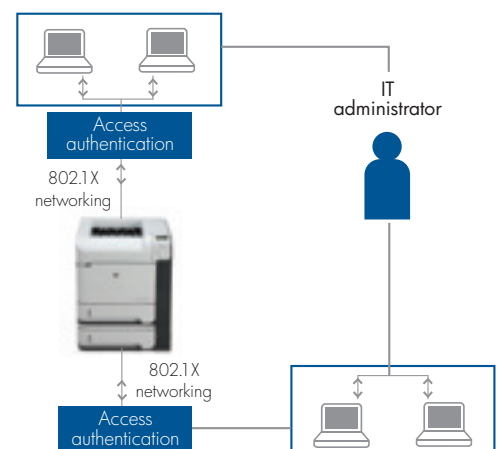 Access
authentication
IT
administrator
802.1X
networking
802.1X
networking
Access
authentication